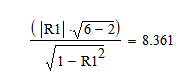 ( |R1| ·√6 − 2)
√1 − R1² = 8.361